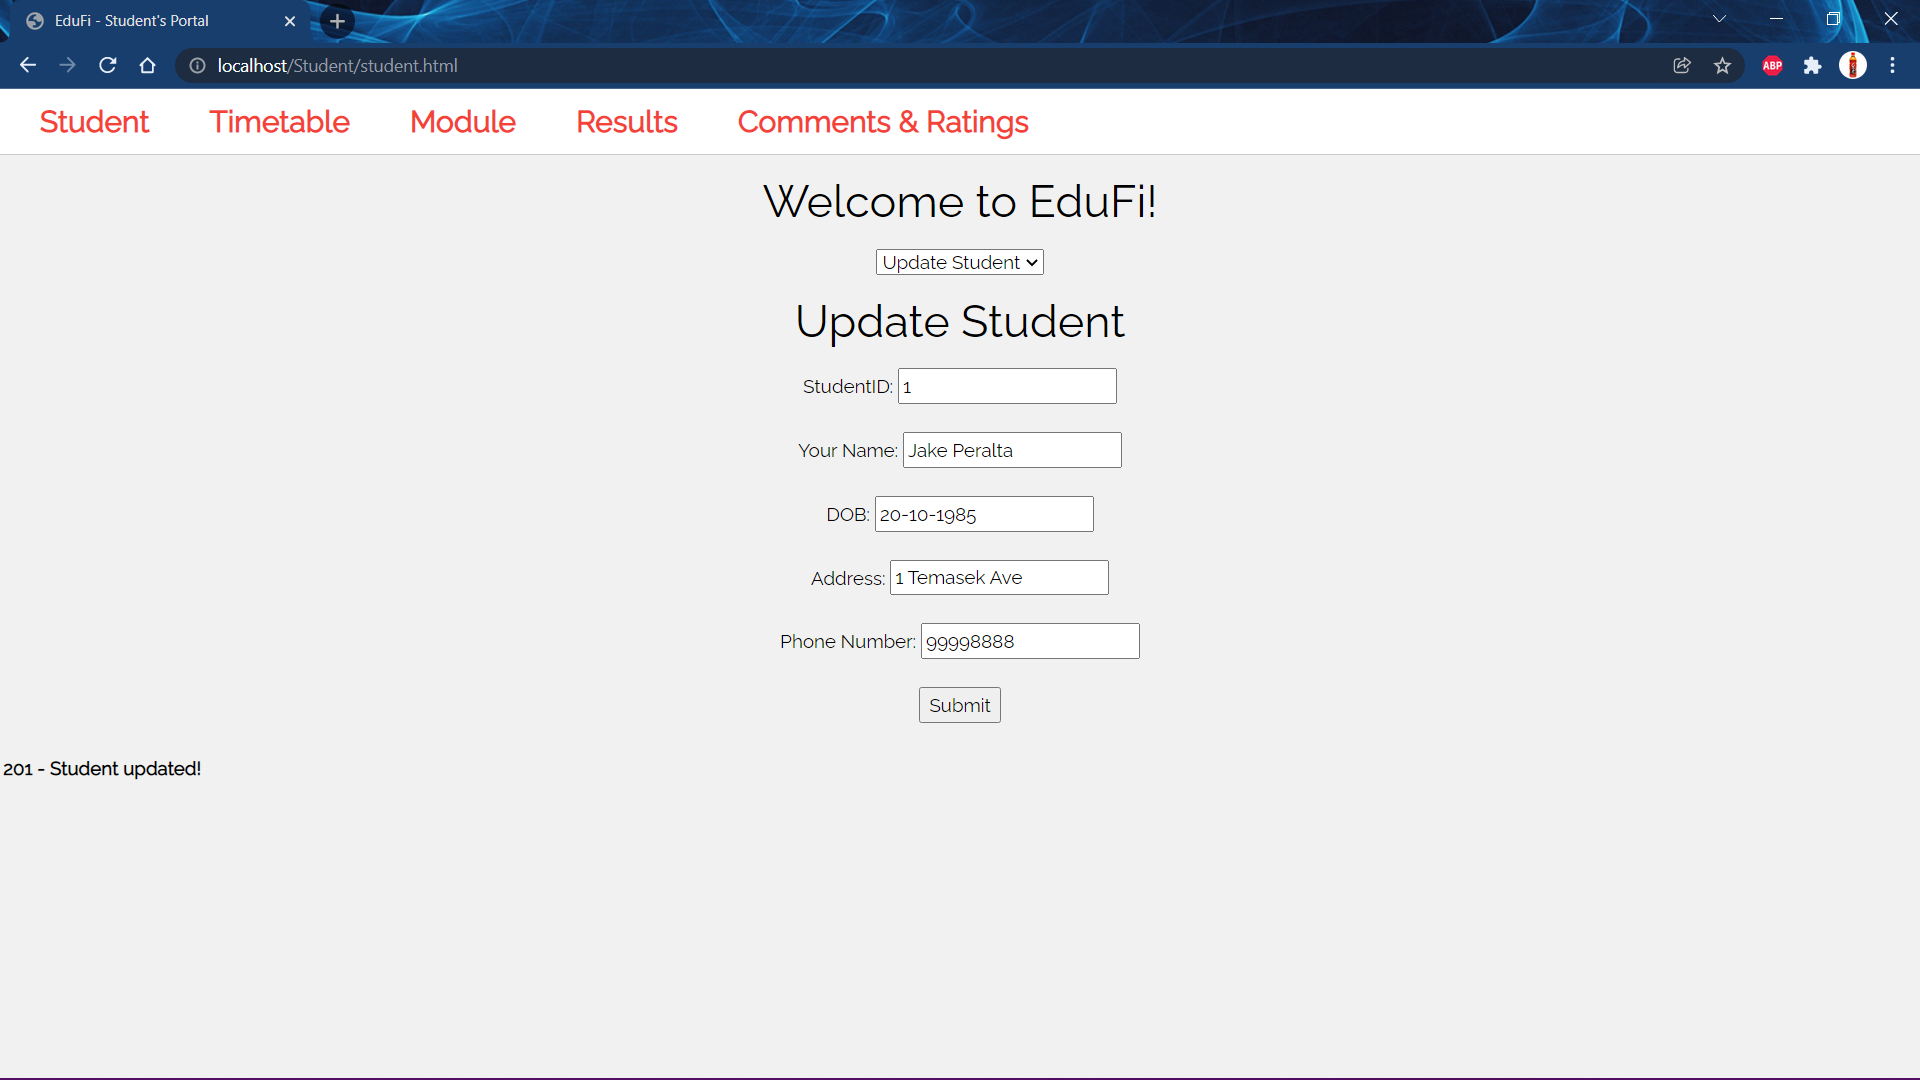 EduFi - Student's Portal
localhost/Student/student.html
ABP
Student Timetable Module Results Comments & Ratings
Welcome to EduFi!
Update Student
Update Student
StudentID: 1
Your Name: Jake Peralta
DOB: 20-10-1985
Address: 1 Temasek Ave
Phone Number: 99998888
Submit
201 - Student updated!